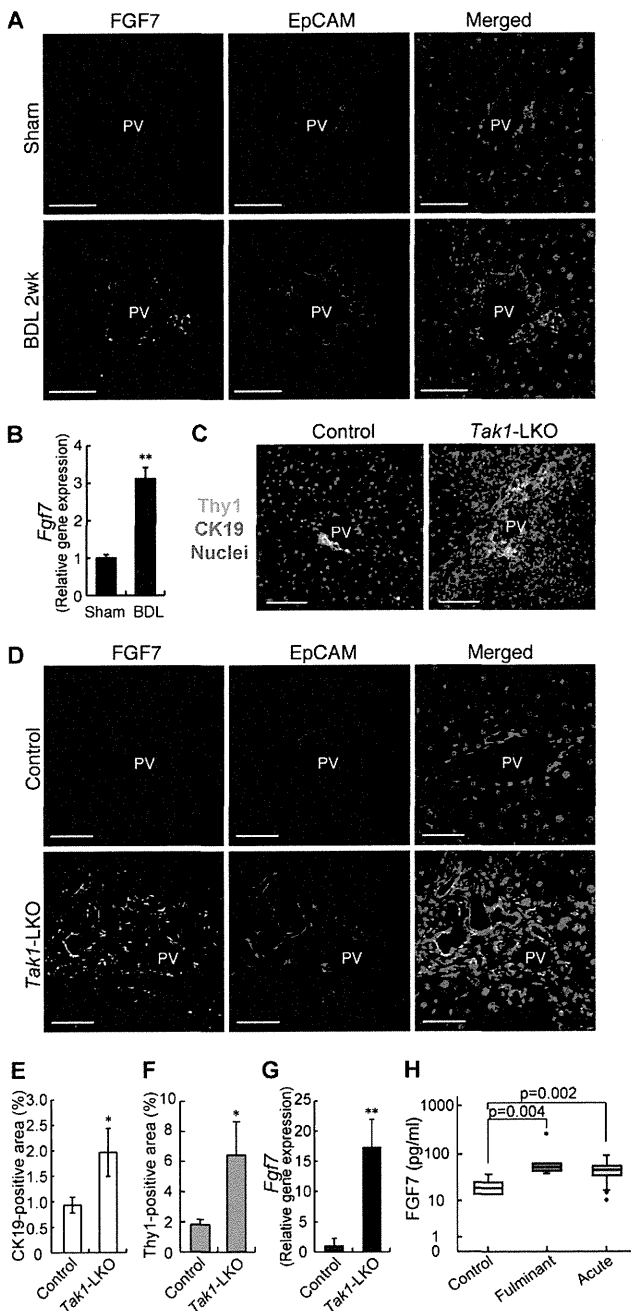 A
FGF7
EpCAM
Merged
Sham
PV
PV
PV
BDL 2wk
PV
PV
PV
B
Fgf7
(Relative gene expression)
4
3
2
1
0
**
Sham
BDL
C
Control
Tak1-LKO
Thy1
CK19
Nuclei
PV
PV
D
FGF7
EpCAM
Merged
Control
PV
PV
PV
Tak1-LKO
PV
PV
PV
E
CK19-positive area (%)
3.0
2.5
2.0
1.5
1.0
0.5
0
*
Control
Tak1-LKO
F
Thy1-positive area (%)
10
8
6
4
2
0
*
Control
Tak1-LKO
G
Fgf7
(Relative gene expression)
25
20
15
10
5
0
**
Control
Tak1-LKO
H
FGF7 (pg/ml)
1000
100
10
1
0
p=0.002
p=0.004
Control
Fulminant
Acute